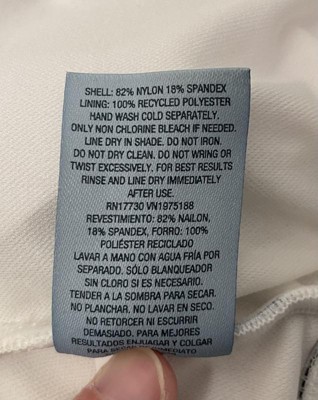 SHELL: 82% NYLON 18% SPANDEX
LINING: 100% RECYCLED POLYESTER
HAND WASH COLD SEPARATELY.
ONLY NON CHLORINE BLEACH IF NEEDED.
LINE DRY IN SHADE. DO NOT IRON.
DO NOT DRY CLEAN. DO NOT WRING OR
TWIST EXCESSIVELY. FOR BEST RESULTS
RINSE AND LINE DRY IMMEDIATELY
AFTER USE.
RN17730 VN1975188
REVESTIMIENTO: 82% NAILON,
18% SPANDEX, FORRO: 100%
POLIÉSTER RECICLADO
LAVAR A MANO CON AGUA FRÍA POR
SEPARADO. SÓLO BLANQUEADOR
SIN CLORO SI ES NECESARIO.
TENDER A LA SOMBRA PARA SECAR.
NO PLANCHAR. NO LAVAR EN SECO.
NO RETORCER NI ESCURRIR
DEMASIADO. PARA MEJORES
RESULTADOS ENJUAGAR Y COLGAR
PARA